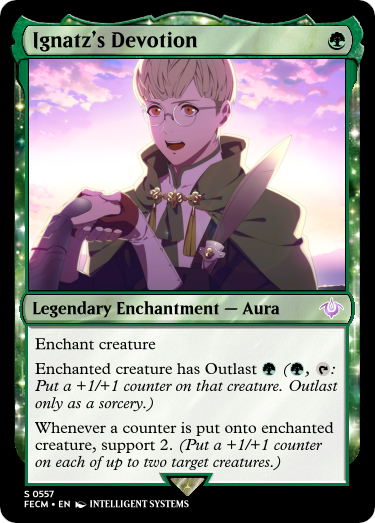 Ignatz's Devotion
Legendary Enchantment — Aura
Enchant creature
Enchanted creature has Outlast (, :
Put a +1/+1 counter on that creature. Outlast
only as a sorcery.)
Whenever a counter is put onto enchanted
creature, support 2. (Put a +1/+1 counter
on each of up to two target creatures.)
S 0557
FECM • EN INTELLIGENT SYSTEMS